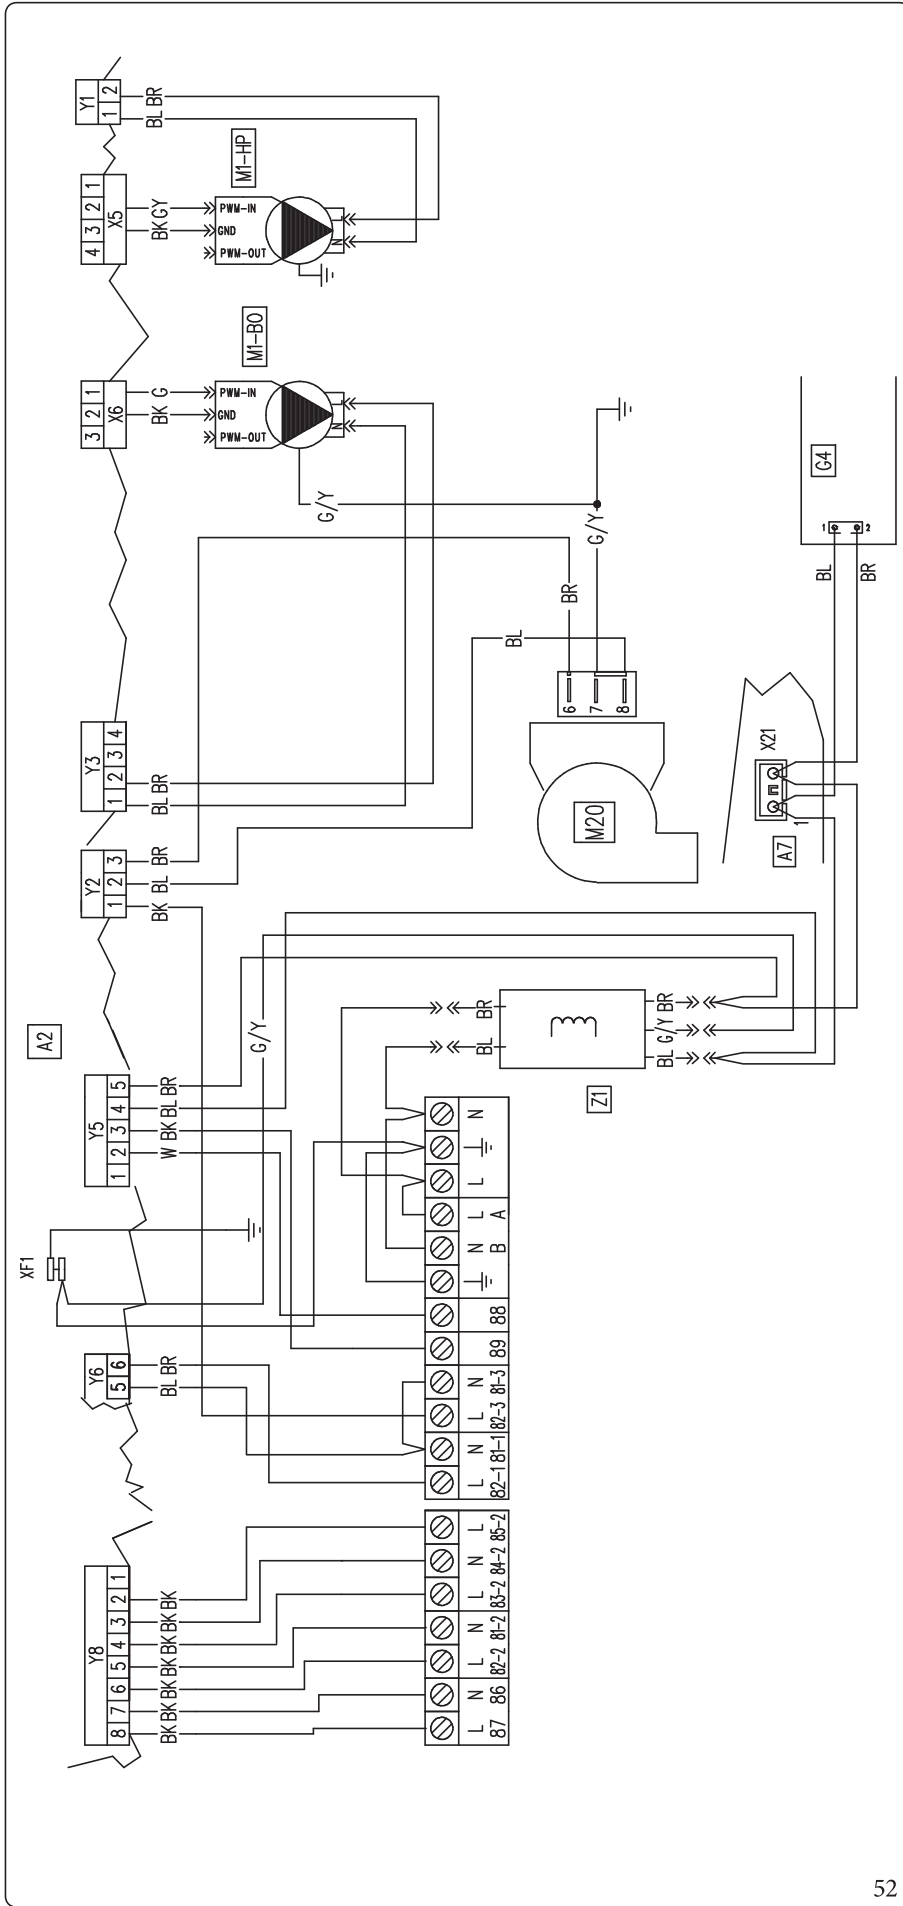 Y1
1 2
BL BR
M1-HP
4 3 2 1
X5
BK GY
PWM-IN
GND
PWM-OUT
N L
M1-BO
3 2 1
X6
BK G
PWM-IN
GND
PWM-OUT
N L
G/Y
G/Y
G4
1 2
BL BR
BR
BL
6
7
8
Y3
1 2 3 4
BL BR
M20
X21
1
A7
Y2
1 2 3
BK BL BR
A2
G/Y
BR
BL
BR
G/Y
BL
Z1
Y5
1 2 3 4 5
W BK BL BR
XF1
Y6
5 6
BL BR
N
L
L A
N B
88
89
N 81-3
L 82-3
N 81-1
L 82-1
L 85-2
N 84-2
L 83-2
N 81-2
L 82-2
N 86
L 87
Y8
8 7 6 5 4 3 2 1
BK BK BK BK BK BK BK
52